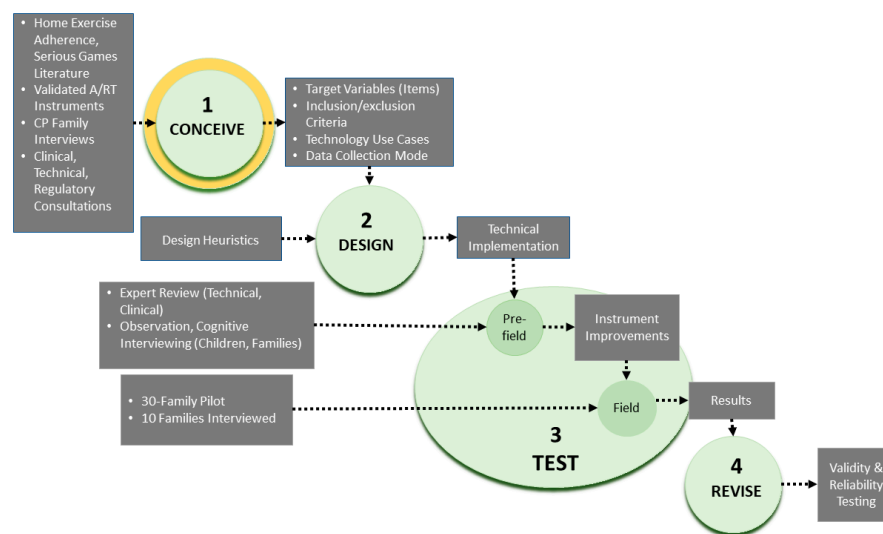 • Home Exercise
Adherence,
Serious Games
Literature
• Validated A/RT
Instruments
• CP Family
Interviews
• Clinical,
Technical,
Regulatory
Consultations
1
CONCEIVE
• Target Variables (Items)
• Inclusion/exclusion
Criteria
• Technology Use Cases
• Data Collection Mode
Design Heuristics
2
DESIGN
Technical
Implementation
• Expert Review (Technical,
Clinical)
• Observation, Cognitive
Interviewing (Children, Families)
Pre-
field
Instrument
Improvements
• 30-Family Pilot
• 10 Families Interviewed
Field
Results
3
TEST
4
REVISE
Validity &
Reliability
Testing